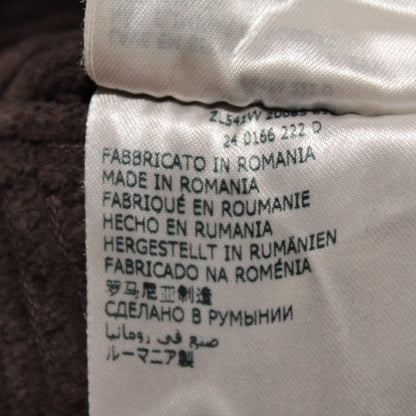 24 0166 222 D
FABBRICATO IN ROMANIA
MADE IN ROMANIA
FABRIQUÉ EN ROUMANIE
HECHO EN RUMANIA
HERGESTELLT IN RUMÄNIEN
FABRICADO NA ROMÉNIA
罗马尼亚制造
СДЕЛАНО В РУМЫНИИ
صنع في رومانيا
ルーマニア製